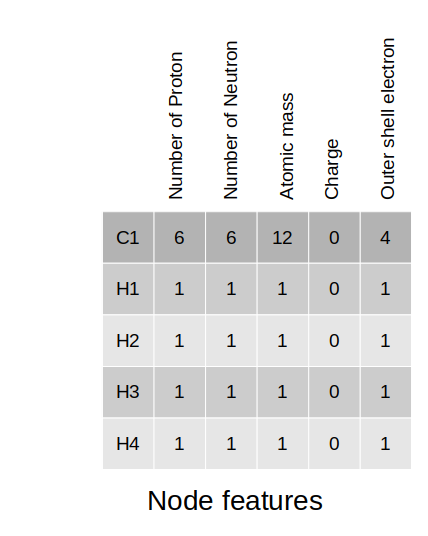 Number of Proton
Number of Neutron
Atomic mass
Charge
Outer shell electron
C1 6 6 12 0 4
H1 1 1 1 0 1
H2 1 1 1 0 1
H3 1 1 1 0 1
H4 1 1 1 0 1
Node features